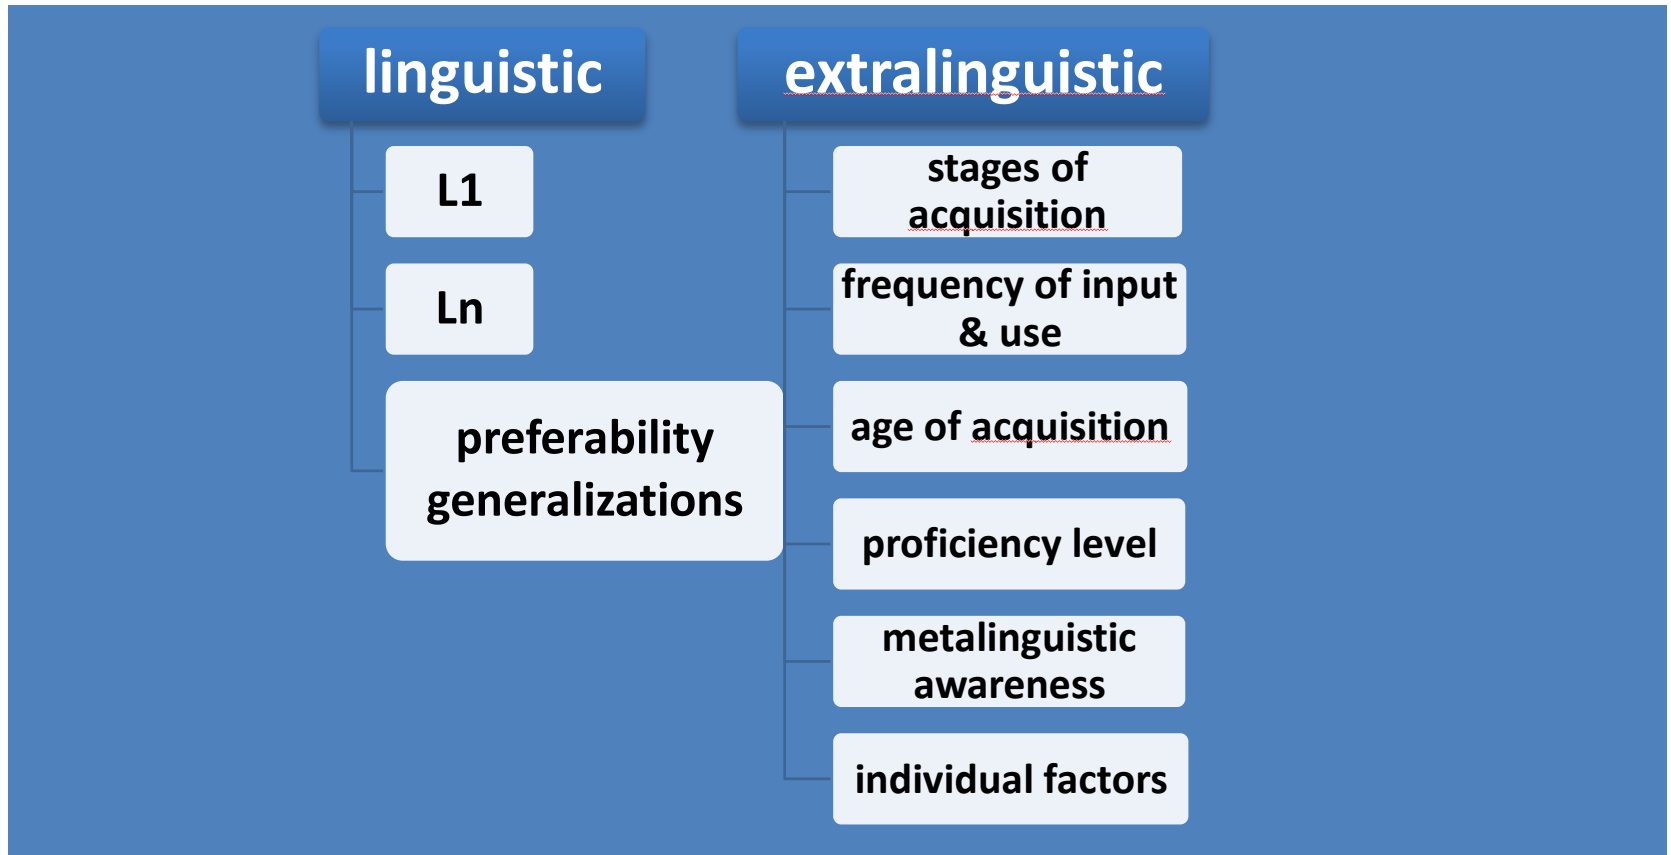 linguistic
L1
Ln
preferability
generalizations
extralinguistic
stages of
acquisition
frequency of input
& use
age of acquisition
proficiency level
metalinguistic
awareness
individual factors